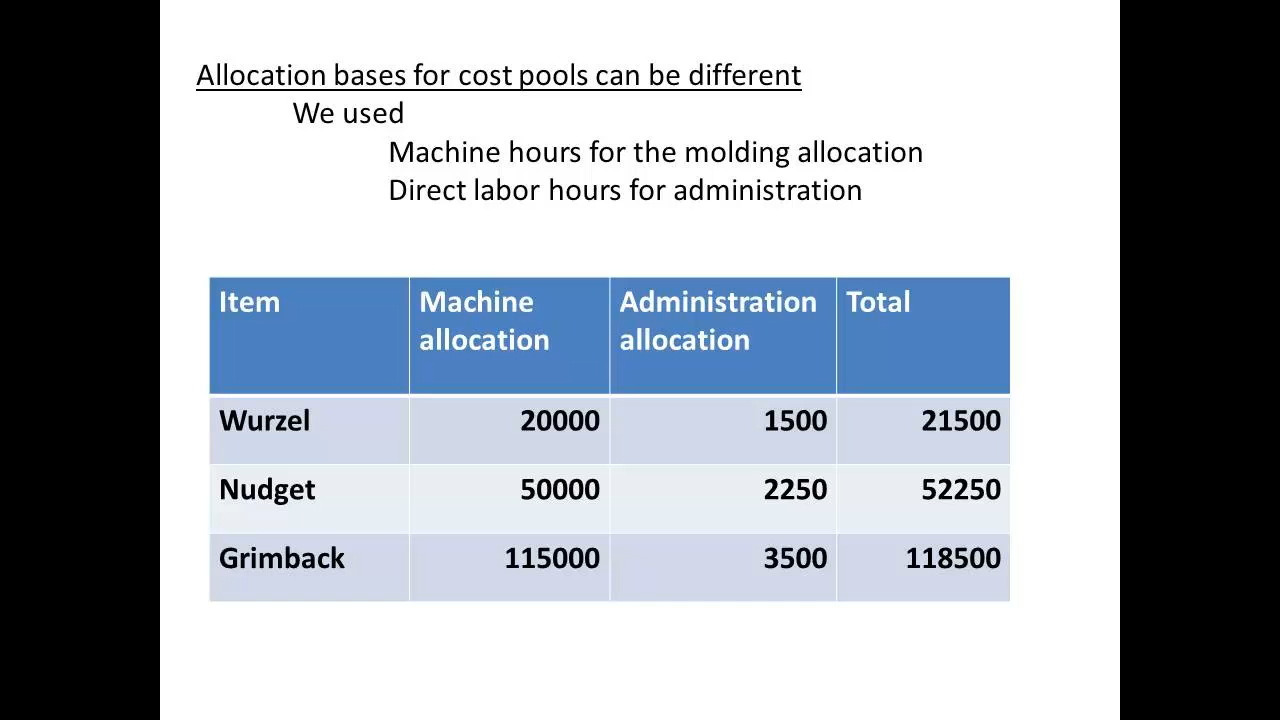 Allocation bases for cost pools can be different
We used
Machine hours for the molding allocation
Direct labor hours for administration
Item Machine allocation Administration allocation Total
Wurzel 20000 1500 21500
Nudget 50000 2250 52250
Grimback 115000 3500 118500